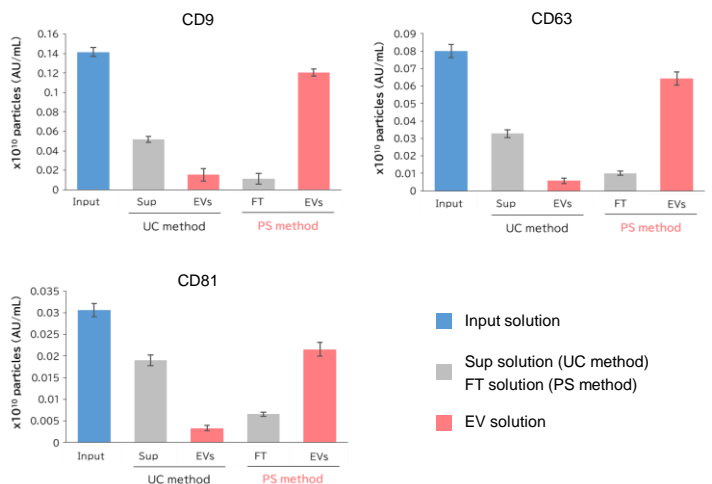 CD9
x10¹⁰ particles (AU/mL)
0.16
0.14
0.12
0.10
0.08
0.06
0.04
0.02
0
Input Sup EVs FT EVs
UC method PS method
CD63
x10¹⁰ particles (AU/mL)
0.09
0.08
0.07
0.06
0.05
0.04
0.03
0.02
0.01
0
Input Sup EVs FT EVs
UC method PS method
CD81
x10¹⁰ particles (AU/mL)
0.035
0.03
0.025
0.02
0.015
0.01
0.005
0
Input Sup EVs FT EVs
UC method PS method
Input solution
Sup solution (UC method)
FT solution (PS method)
EV solution